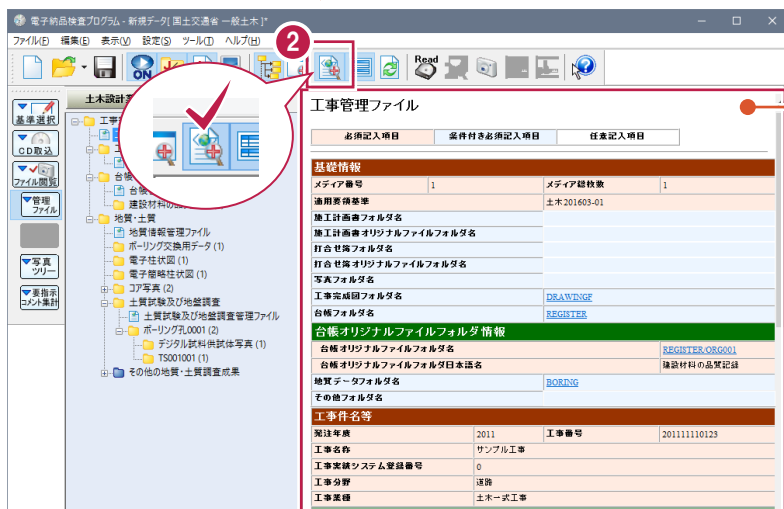 電子納品検査プログラム - 新規データ[ 国土交通省 一般土木 ]*
ファイル(F) 編集(E) 表示(V) 設定(S) ツール(T) ヘルプ(H)
2
ON
Read
基準選択
CD取込
ファイル閲覧
管理
ファイル
写真
ツリー
要指示
コメント集計
土木設計
地質・土質
地質情報管理ファイル
ボーリング交換用データ (1)
電子柱状図 (1)
電子簡略柱状図 (1)
コア写真 (2)
土質試験及び地盤調査
土質試験及び地盤調査管理ファイル
ボーリング孔0001 (2)
デジタル試料供試体写真 (1)
TS001001 (1)
その他の地質・土質調査成果
工事管理ファイル
必須記入項目 条件付き必須記入項目 任意記入項目
基礎情報
メディア番号 1 メディア総枚数 1
適用要領基準 土木201603-01
施工計画書フォルダ名
施工計画書オリジナルファイルフォルダ名
打合せ簿フォルダ名
打合せ簿オリジナルファイルフォルダ名
写真フォルダ名
工事完成図フォルダ名 DRAWINGF
台帳フォルダ名 REGISTER
台帳オリジナルファイルフォルダ情報
台帳オリジナルファイルフォルダ名 REGISTER/ORG001
台帳オリジナルファイルフォルダ日本語名 建設材料の品質記録
地質データフォルダ名 BORING
その他フォルダ名
工事件名等
発注年度 2011 工事番号 201111110123
工事名称 サンプル工事
工事実績システム登録番号 0
工事分野 道路
工事業種 土木一式工事